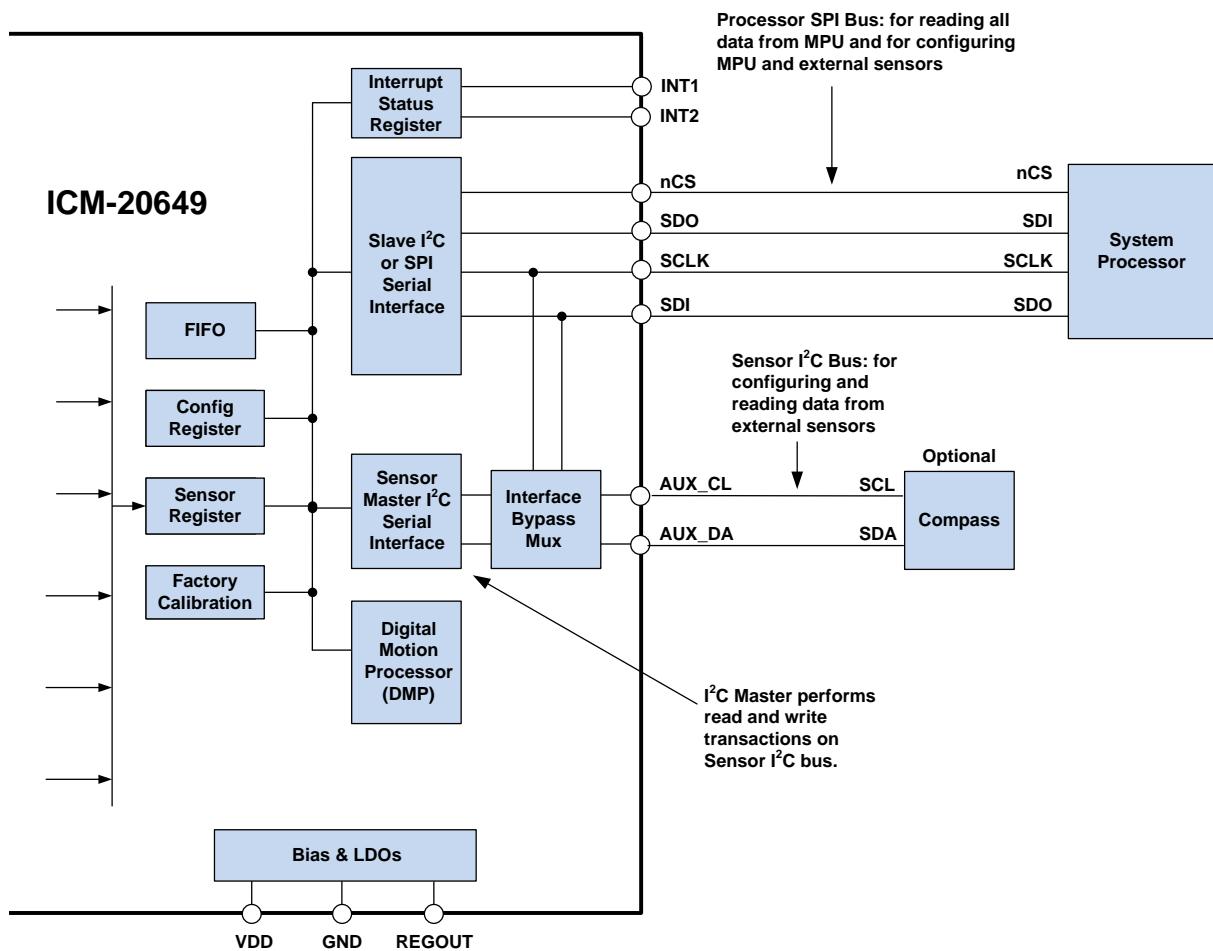 Processor SPI Bus: for reading all
data from MPU and for configuring
MPU and external sensors
Interrupt
Status
Register
INT1
INT2
ICM-20649
Slave I²C
or SPI
Serial
Interface
nCS
nCS
SDO
SDI
SCLK
SCLK
SDI
SDO
System
Processor
FIFO
Config
Register
Sensor
Register
Factory
Calibration
Sensor I²C Bus: for
configuring and
reading data from
external sensors
Sensor
Master I²C
Serial
Interface
Interface
Bypass
Mux
AUX_CL
SCL
AUX_DA
SDA
Optional
Compass
Digital
Motion
Processor
(DMP)
I²C Master performs
read and write
transactions on
Sensor I²C bus.
Bias & LDOs
VDD
GND
REGOUT